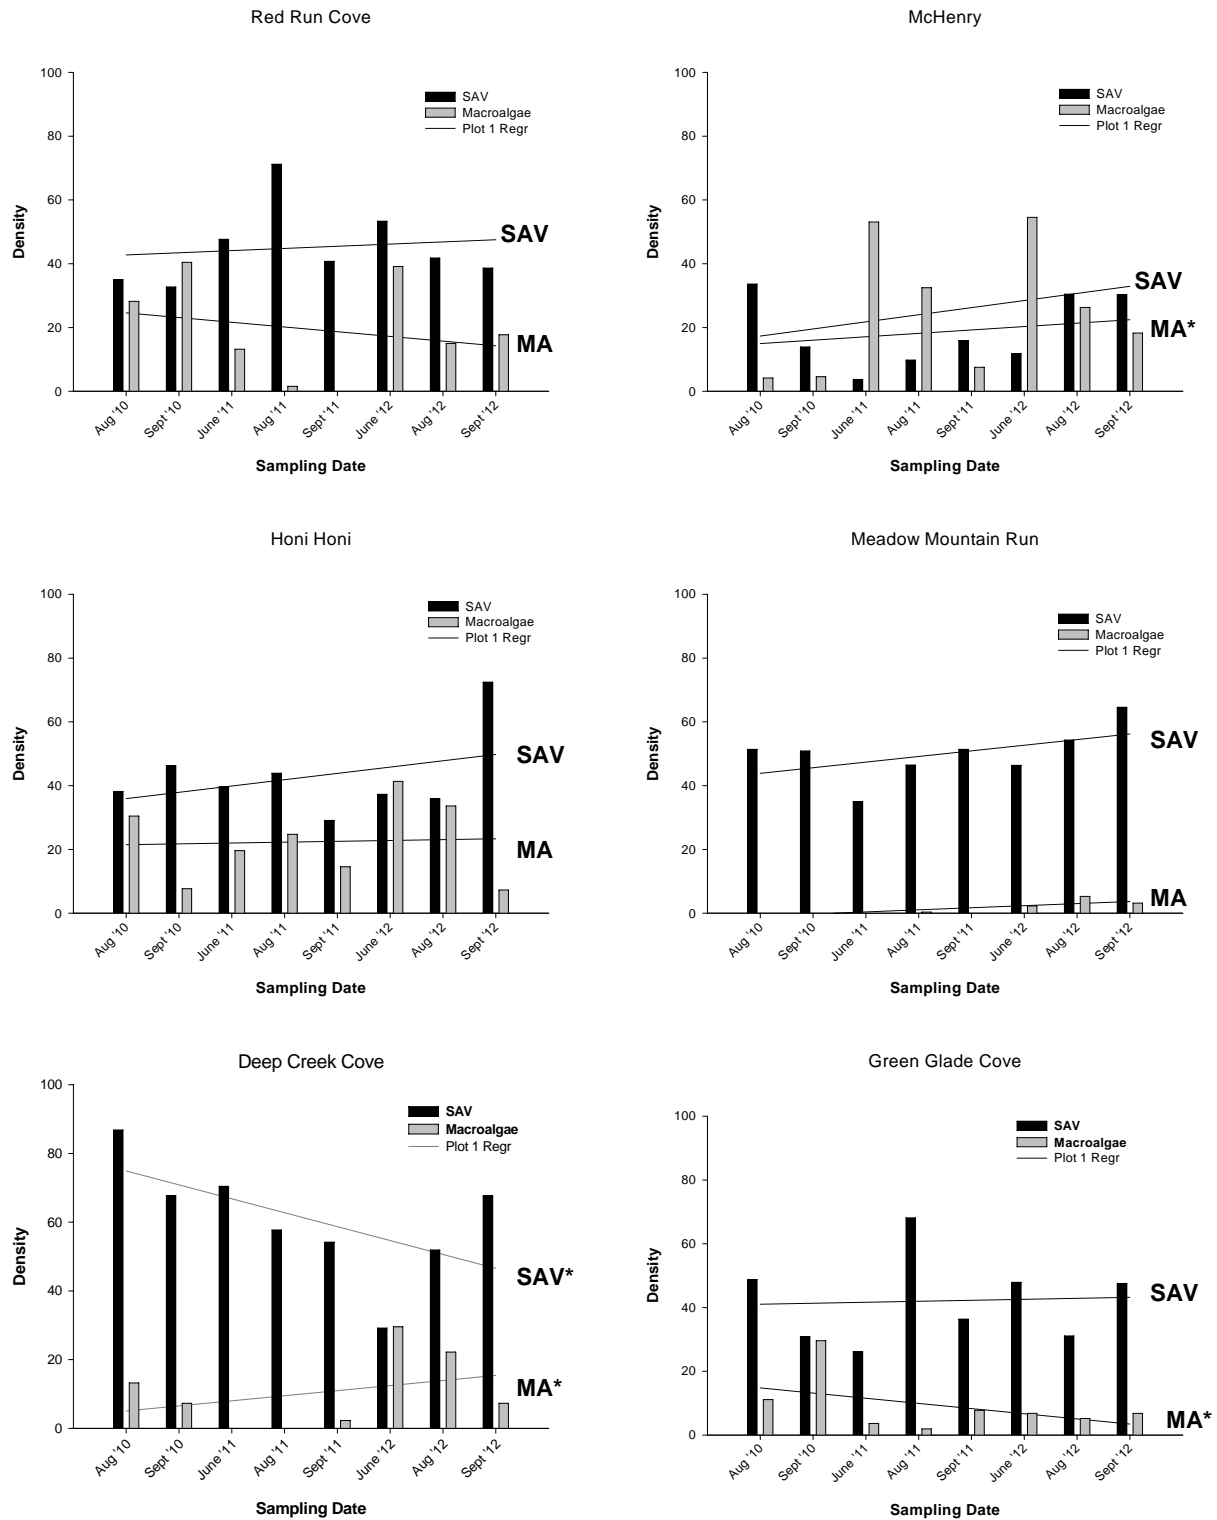 Red Run Cove
100
80
60
40
20
0
Density
SAV
Macroalgae
Plot 1 Regr
SAV
MA
Aug '10
Sept '10
June '11
Aug '11
Sept '11
June '12
Aug '12
Sept '12
Sampling Date
McHenry
100
80
60
40
20
0
Density
SAV
Macroalgae
Plot 1 Regr
SAV
MA*
Aug '10
Sept '10
June '11
Aug '11
Sept '11
June '12
Aug '12
Sept '12
Sampling Date
Honi Honi
100
80
60
40
20
0
Density
SAV
Macroalgae
Plot 1 Regr
SAV
MA
Aug '10
Sept '10
June '11
Aug '11
Sept '11
June '12
Aug '12
Sept '12
Sampling Date
Meadow Mountain Run
100
80
60
40
20
0
Density
SAV
Macroalgae
Plot 1 Regr
SAV
MA
Aug '10
Sept '10
June '11
Aug '11
Sept '11
June '12
Aug '12
Sept '12
Sampling Date
Deep Creek Cove
100
80
60
40
20
0
Density
SAV
Macroalgae
Plot 1 Regr
SAV*
MA*
Aug '10
Sept '10
June '11
Aug '11
Sept '11
June '12
Aug '12
Sept '12
Sampling Date
Green Glade Cove
100
80
60
40
20
0
Density
SAV
Macroalgae
Plot 1 Regr
SAV
MA*
Aug '10
Sept '10
June '11
Aug '11
Sept '11
June '12
Aug '12
Sept '12
Sampling Date